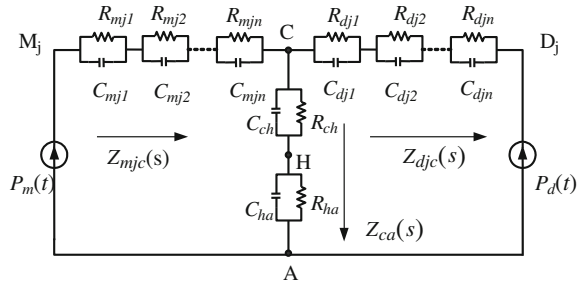 R_mj1 R_mj2 R_mjn C R_dj1 R_dj2 R_djn
M_j D_j
C_mj1 C_mj2 C_mjn C_dj1 C_dj2 C_djn
C_ch R_ch
Z_mjc(s) H Z_djc(s)
P_m(t) P_d(t)
C_ha R_ha
Z_ca(s)
A